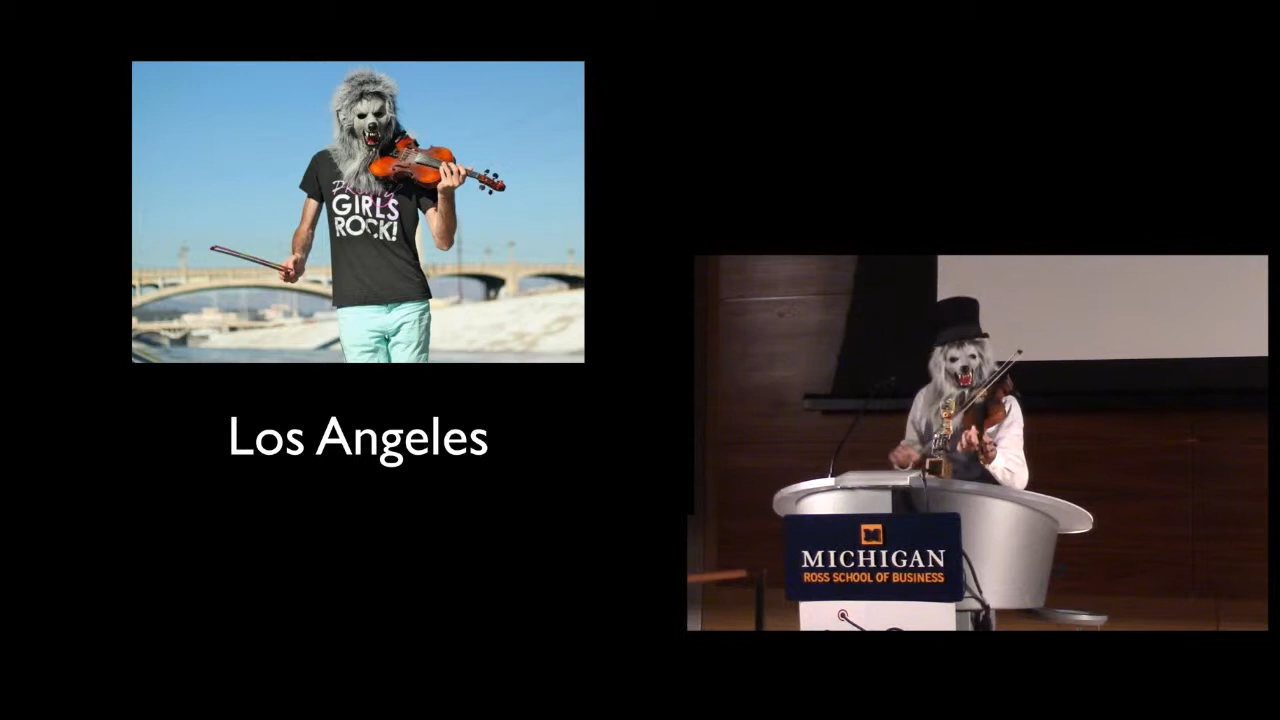 GIRLS
ROCK!
Los Angeles
MICHIGAN
ROSS SCHOOL OF BUSINESS